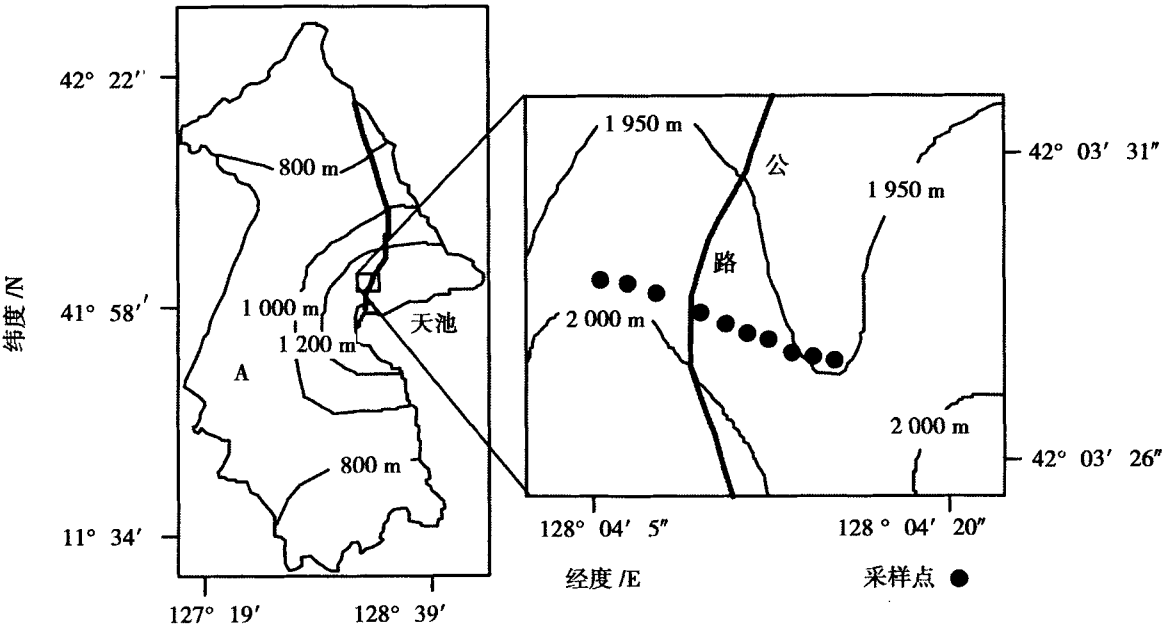 42° 22′′
800 m
1 000 m
41° 58′′
1 200 m
天池
A
800 m
11° 34′
127° 19′
128° 39′
纬度 /N
1 950 m
公
42° 03′ 31″
1 950 m
路
2 000 m
2 000 m
42° 03′ 26″
128° 04′ 5″
128 ° 04′ 20″
经度 /E
采样点